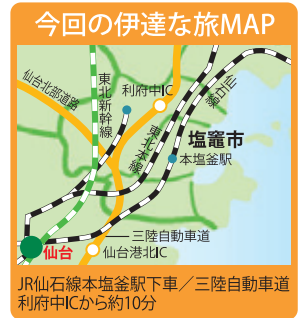 今回の伊達な旅MAP
仙台北部道路
東北新幹線
利府中IC
東北本線
仙石線
塩竈市
本塩釜駅
三陸自動車道
仙台
仙台港北IC
JR仙石線本塩釜駅下車／三陸自動車道
利府中ICから約10分